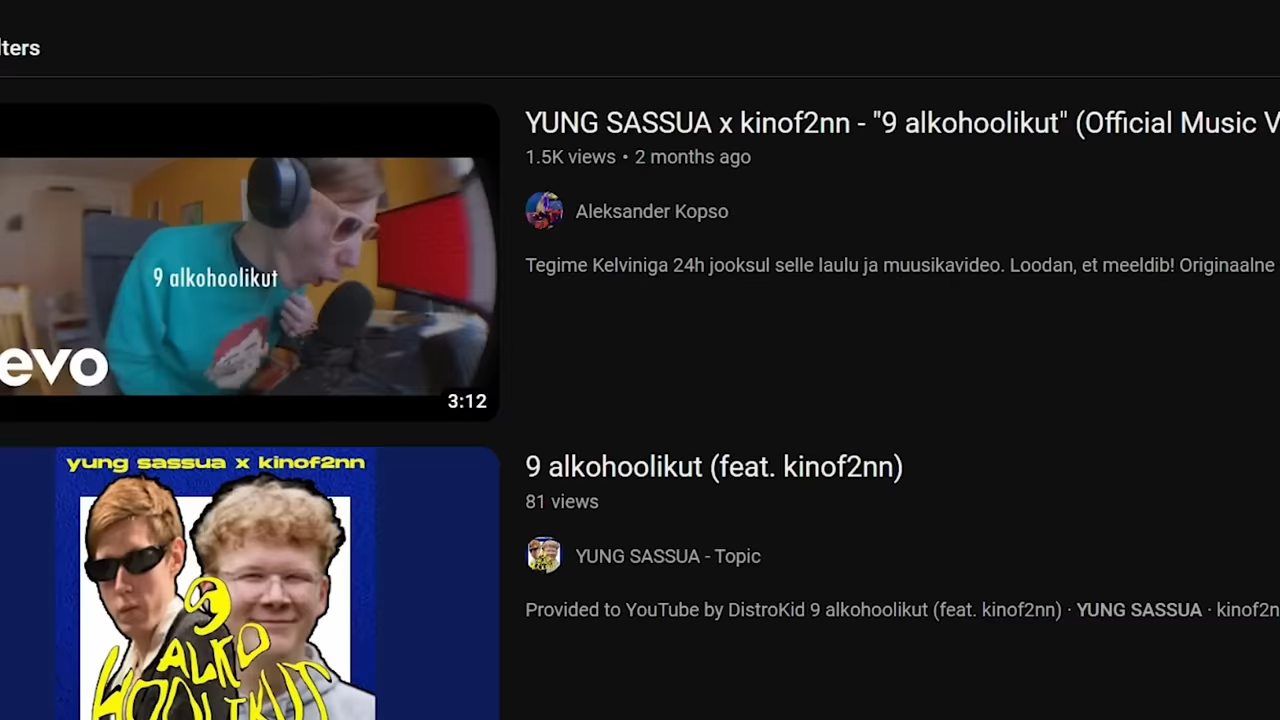 lters
YUNG SASSUA x kinof2nn - "9 alkohoolikut" (Official Music V
1.5K views • 2 months ago
Aleksander Kopso
Tegime Kelviniga 24h jooksul selle laulu ja muusikavideo. Loodan, et meeldib! Originaalne
9 alkohoolikut
evo
3:12
yung sassua x kinof2nn
9
ALKO
HOOLIKUT
9 alkohoolikut (feat. kinof2nn)
81 views
YUNG SASSUA - Topic
Provided to YouTube by DistroKid 9 alkohoolikut (feat. kinof2nn) · YUNG SASSUA · kinof2n